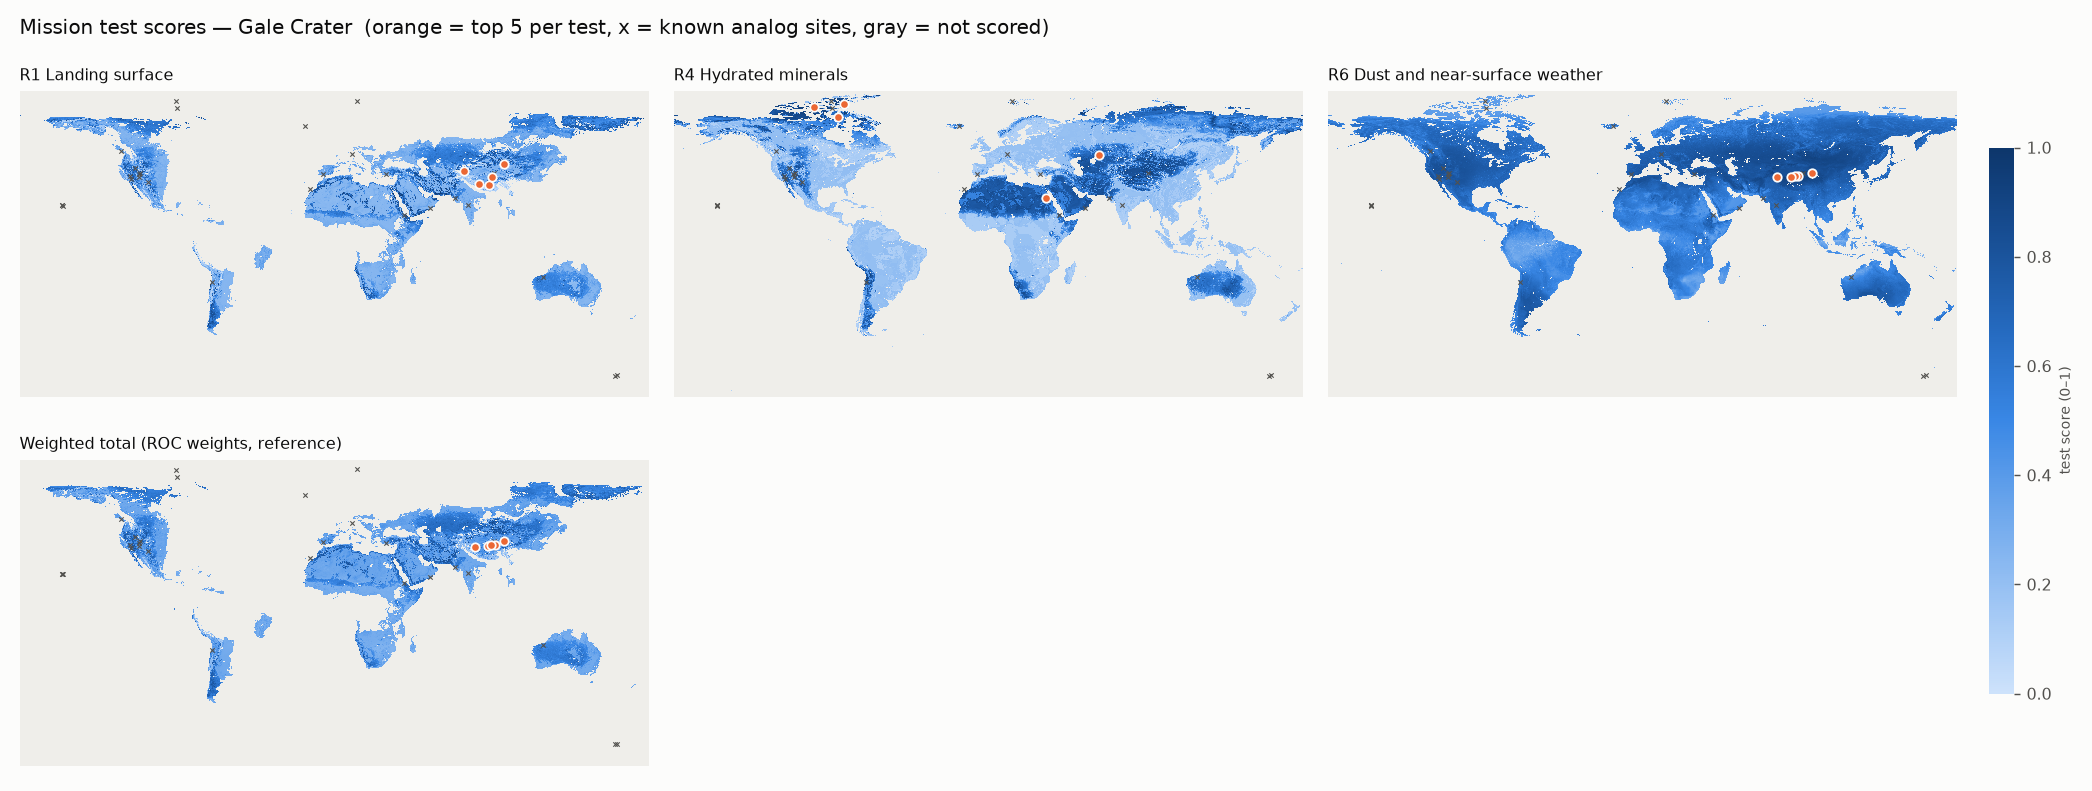 Mission test scores — Gale Crater  (orange = top 5 per test, x = known analog sites, gray = not scored)
R1 Landing surface
R4 Hydrated minerals
R6 Dust and near-surface weather
Weighted total (ROC weights, reference)
1.0
0.8
0.6
0.4
0.2
0.0
test score (0–1)